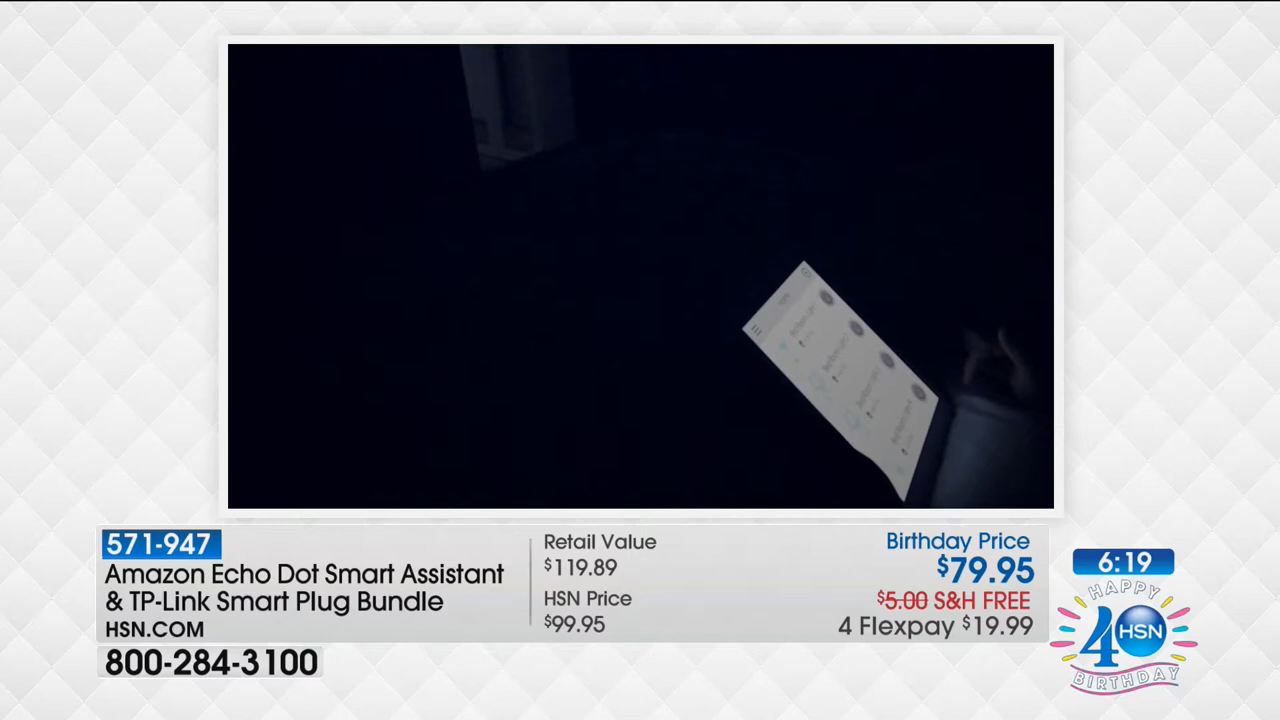 571-947
Amazon Echo Dot Smart Assistant
& TP-Link Smart Plug Bundle
HSN.COM
800-284-3100
Retail Value
$119.89
HSN Price
$99.95
Birthday Price
$79.95
$5.00 S&H FREE
4 Flexpay $19.99
6:19
HAPPY
40
HSN
BIRTHDAY